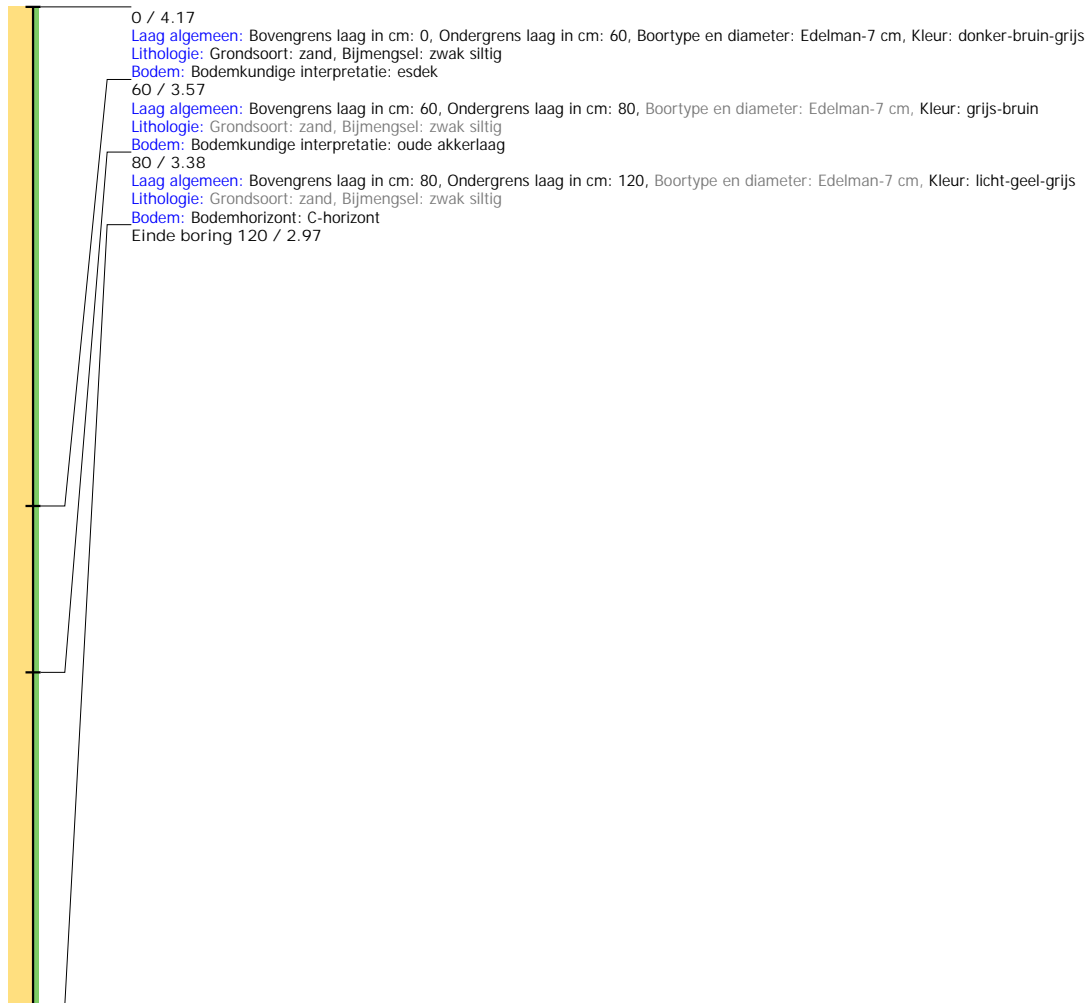 0 / 4.17
Laag algemeen: Bovengrens laag in cm: 0, Ondergrens laag in cm: 60, Boortype en diameter: Edelman-7 cm, Kleur: donker-bruin-grijs
Lithologie: Grondsoort: zand, Bijmengsel: zwak siltig
Bodem: Bodemkundige interpretatie: esdek
60 / 3.57
Laag algemeen: Bovengrens laag in cm: 60, Ondergrens laag in cm: 80, Boortype en diameter: Edelman-7 cm, Kleur: grijs-bruin
Lithologie: Grondsoort: zand, Bijmengsel: zwak siltig
Bodem: Bodemkundige interpretatie: oude akkerlaag
80 / 3.38
Laag algemeen: Bovengrens laag in cm: 80, Ondergrens laag in cm: 120, Boortype en diameter: Edelman-7 cm, Kleur: licht-geel-grijs
Lithologie: Grondsoort: zand, Bijmengsel: zwak siltig
Bodem: Bodemhorizont: C-horizont
Einde boring 120 / 2.97